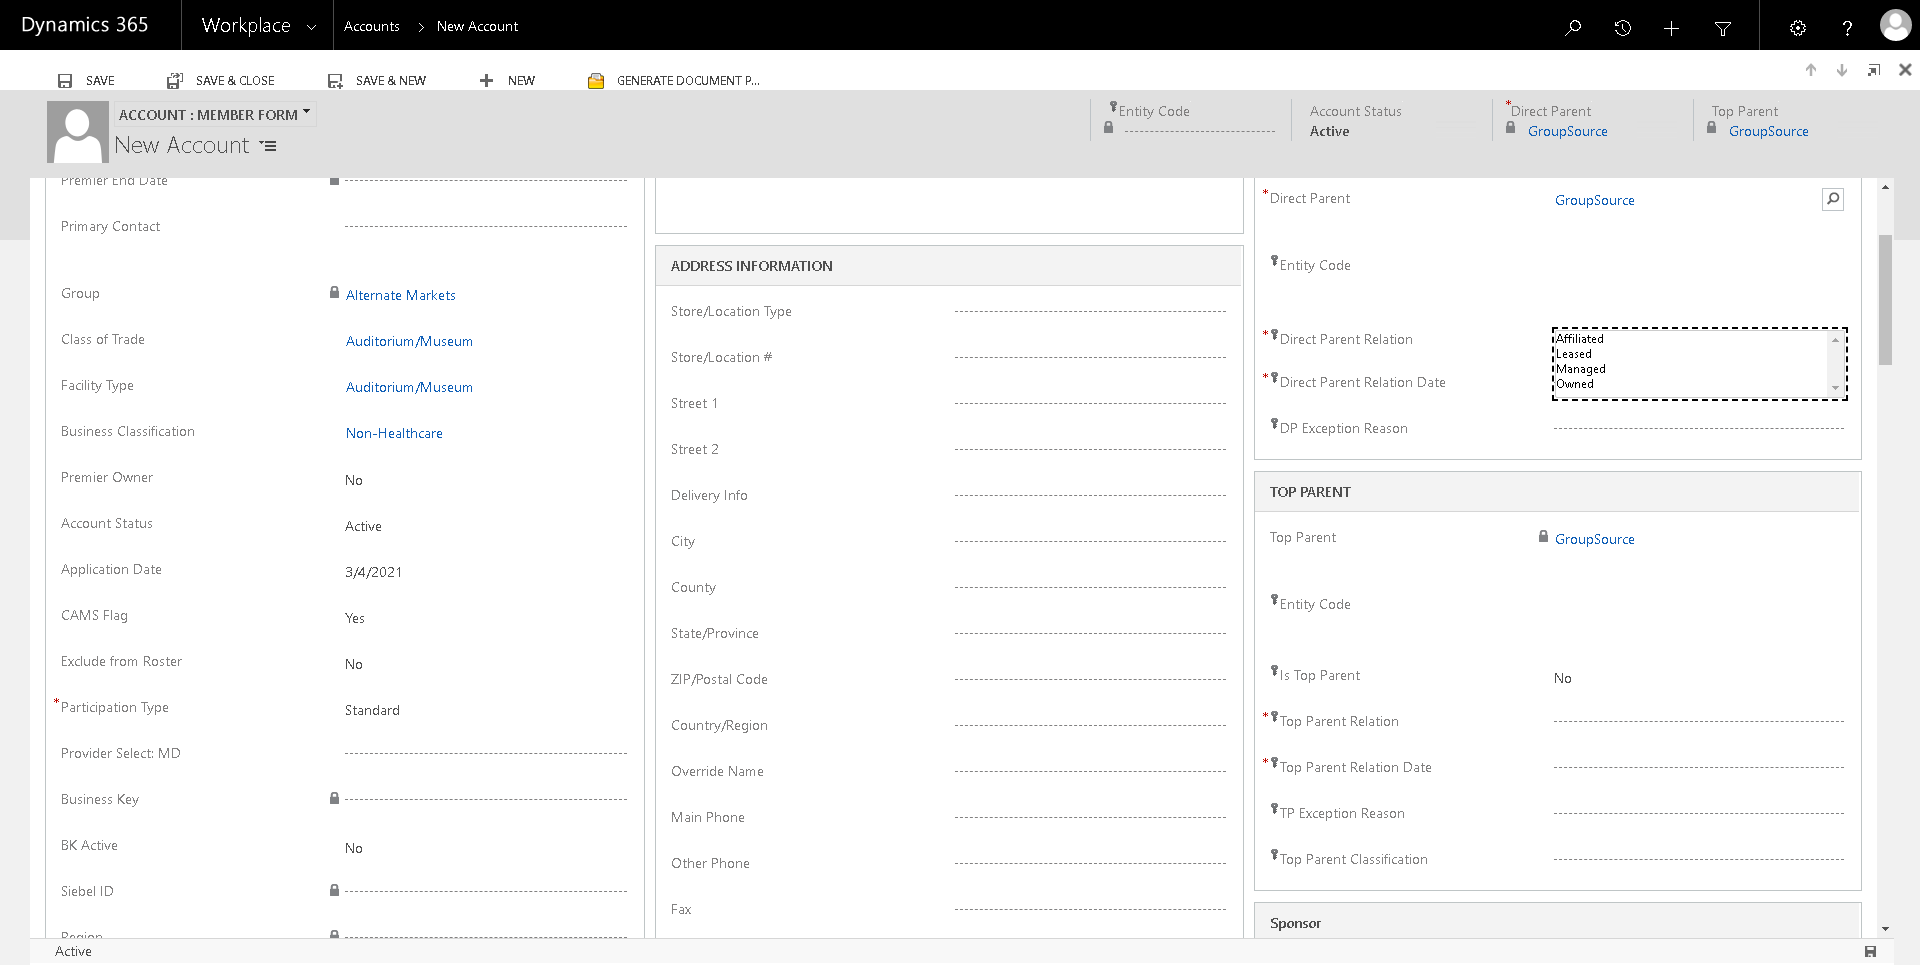 Dynamics 365
Workplace
Accounts > New Account
SAVE
SAVE & CLOSE
SAVE & NEW
NEW
GENERATE DOCUMENT P...
ACCOUNT : MEMBER FORM
New Account
Entity Code
Account Status
Active
*Direct Parent
GroupSource
Top Parent
GroupSource
Premier End Date
Primary Contact
Group
Alternate Markets
Class of Trade
Auditorium/Museum
Facility Type
Auditorium/Museum
Business Classification
Non-Healthcare
Premier Owner
No
Account Status
Active
Application Date
3/4/2021
CAMS Flag
Yes
Exclude from Roster
No
*Participation Type
Standard
Provider Select: MD
Business Key
BK Active
No
Siebel ID
Region
ADDRESS INFORMATION
Store/Location Type
Store/Location #
Street 1
Street 2
Delivery Info
City
County
State/Province
ZIP/Postal Code
Country/Region
Override Name
Main Phone
Other Phone
Fax
*Direct Parent
GroupSource
Entity Code
*Direct Parent Relation
Affiliated
Leased
Managed
Owned
*Direct Parent Relation Date
DP Exception Reason
TOP PARENT
Top Parent
GroupSource
Entity Code
Is Top Parent
No
*Top Parent Relation
*Top Parent Relation Date
TP Exception Reason
Top Parent Classification
Sponsor
Active